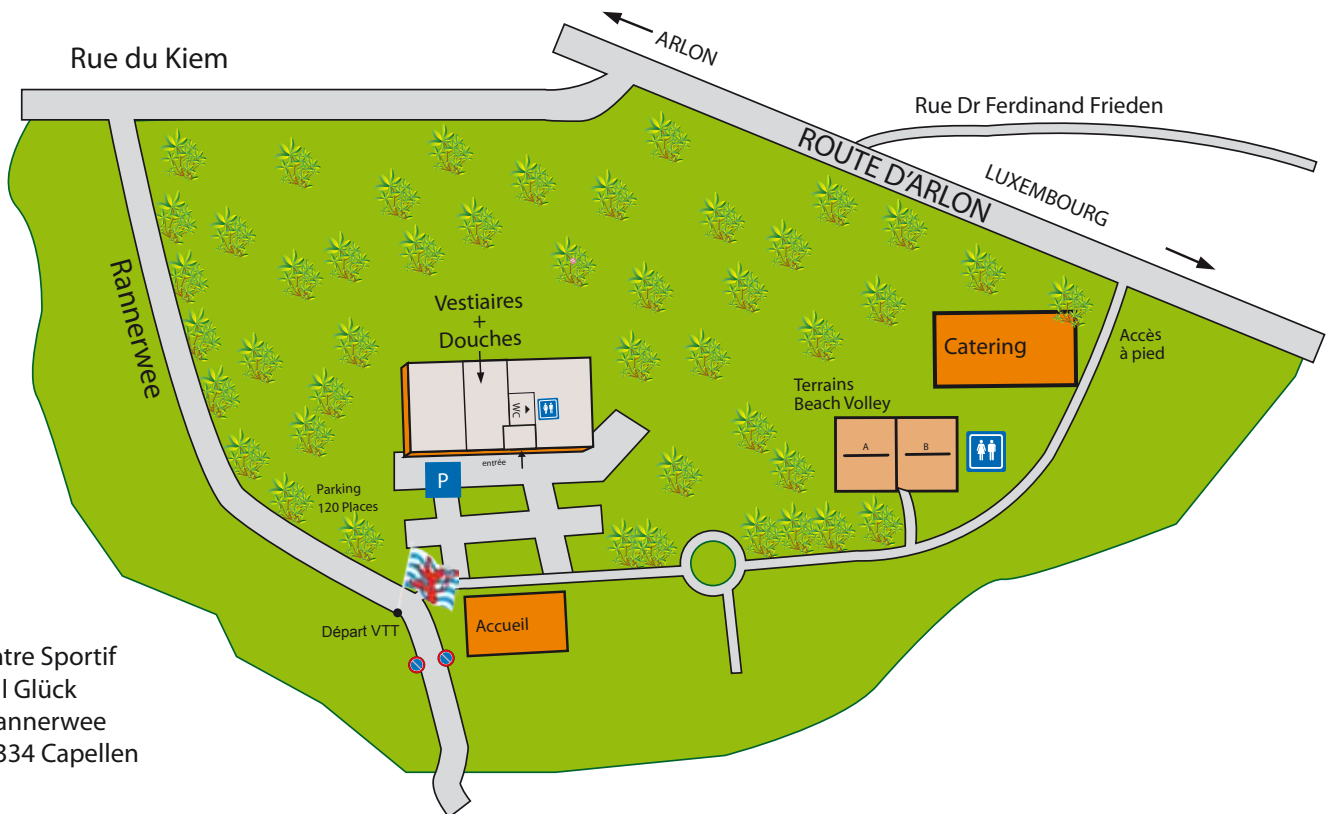 ARLON
Rue du Kiem
Rue Dr Ferdinand Frieden
ROUTE D'ARLON
LUXEMBOURG
Rannerwee
Vestiaires
+
Douches
WC
entrée
P
Parking
120 Places
Catering
Accès
à pied
Terrains
Beach Volley
A
B
Départ VTT
Accueil
ntre Sportif
l Glück
annerwee
334 Capellen